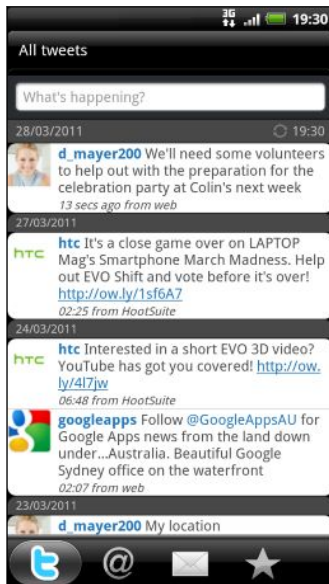 3G 19:30
All tweets
What's happening?
28/03/2011 19:30
d_mayer200 We'll need some volunteers
to help out with the preparation for the
celebration party at Colin's next week
13 secs ago from web
27/03/2011
htc
htc It's a close game over on LAPTOP
Mag's Smartphone March Madness. Help
out EVO Shift and vote before it's over!
http://ow.ly/1sf6A7
02:25 from HootSuite
24/03/2011
htc
htc Interested in a short EVO 3D video?
YouTube has got you covered! http://ow.
ly/4l7jw
06:48 from HootSuite
googleapps Follow @GoogleAppsAU for
Google Apps news from the land down
under...Australia. Beautiful Google
Sydney office on the waterfront
02:07 from web
23/03/2011
d_mayer200 My location
@